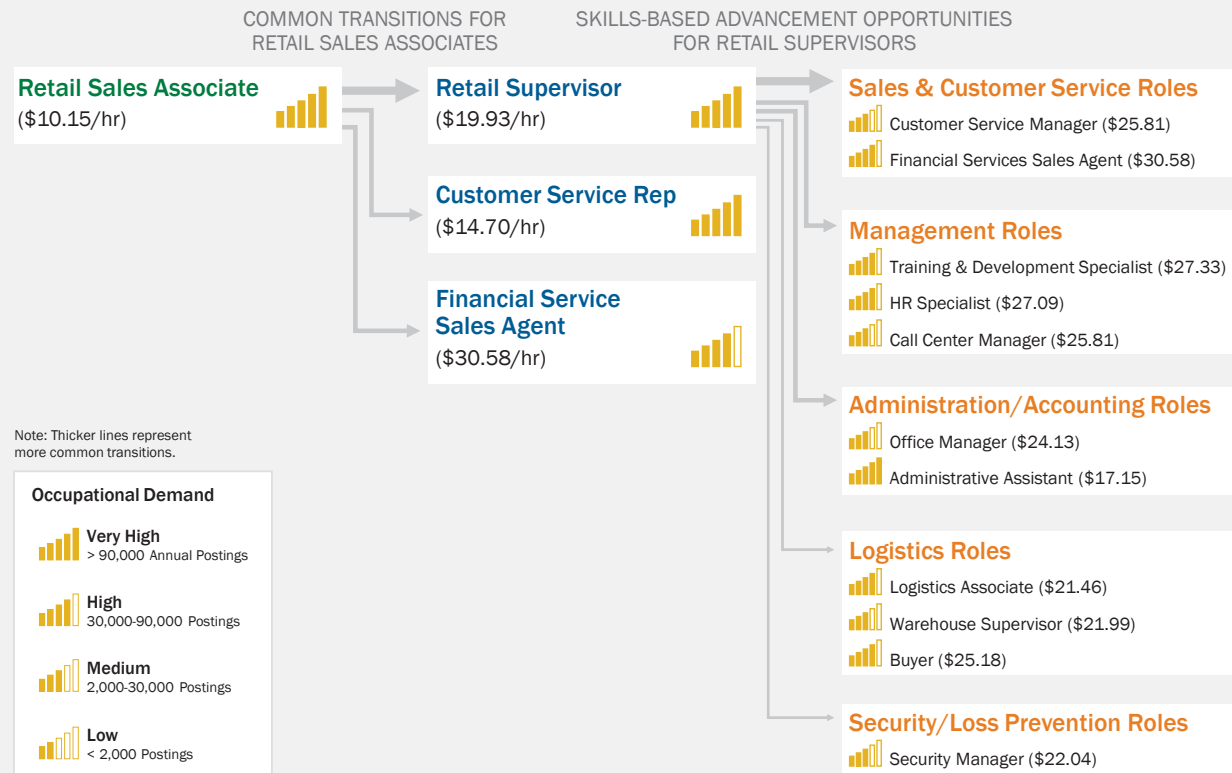 COMMON TRANSITIONS FOR
RETAIL SALES ASSOCIATES
SKILLS-BASED ADVANCEMENT OPPORTUNITIES
FOR RETAIL SUPERVISORS
Retail Sales Associate
($10.15/hr)
Retail Supervisor
($19.93/hr)
Customer Service Rep
($14.70/hr)
Financial Service
Sales Agent
($30.58/hr)
Sales & Customer Service Roles
Customer Service Manager ($25.81)
Financial Services Sales Agent ($30.58)
Management Roles
Training & Development Specialist ($27.33)
HR Specialist ($27.09)
Call Center Manager ($25.81)
Administration/Accounting Roles
Office Manager ($24.13)
Administrative Assistant ($17.15)
Logistics Roles
Logistics Associate ($21.46)
Warehouse Supervisor ($21.99)
Buyer ($25.18)
Security/Loss Prevention Roles
Security Manager ($22.04)
Note: Thicker lines represent
more common transitions.
Occupational Demand
Very High
> 90,000 Annual Postings
High
30,000-90,000 Postings
Medium
2,000-30,000 Postings
Low
< 2,000 Postings